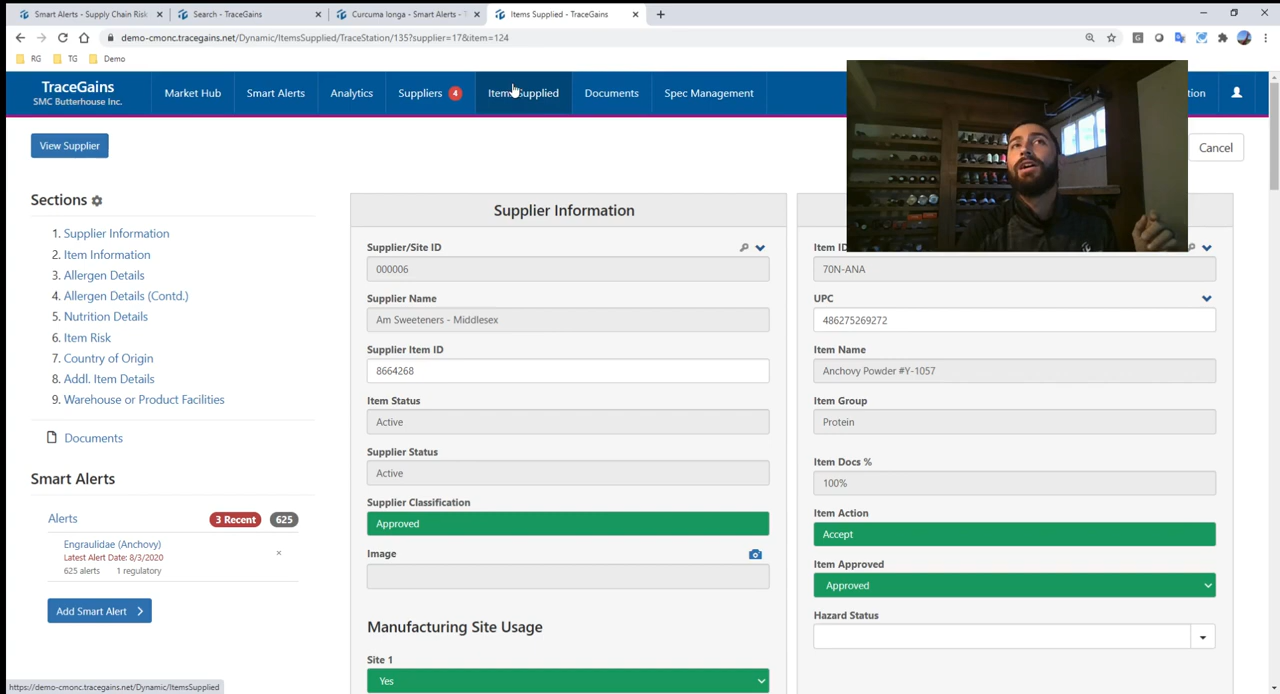 Smart Alerts - Supply Chain Risk
Search - TraceGains
Curcuma longa - Smart Alerts - T
Items Supplied - TraceGains
demo-cmonc.tracegains.net/Dynamic/ItemsSupplied/TraceStation/135?supplier=17&item=124
RG
TG
Demo
TraceGains
SMC Butterhouse Inc.
Market Hub
Smart Alerts
Analytics
Suppliers 4
Items Supplied
Documents
Spec Management
tion
View Supplier
Cancel
Sections
1. Supplier Information
2. Item Information
3. Allergen Details
4. Allergen Details (Contd.)
5. Nutrition Details
6. Item Risk
7. Country of Origin
8. Addl. Item Details
9. Warehouse or Product Facilities
Documents
Smart Alerts
Alerts
3 Recent
625
Engraulidae (Anchovy)
Latest Alert Date: 8/3/2020
625 alerts 1 regulatory
Add Smart Alert
Supplier Information
Supplier/Site ID
000006
Supplier Name
Am Sweeteners - Middlesex
Supplier Item ID
8664268
Item Status
Active
Supplier Status
Active
Supplier Classification
Approved
Image
Manufacturing Site Usage
Site 1
Yes
Item ID
70N-ANA
UPC
486275269272
Item Name
Anchovy Powder #Y-1057
Item Group
Protein
Item Docs %
100%
Item Action
Accept
Item Approved
Approved
Hazard Status
https://demo-cmonc.tracegains.net/Dynamic/ItemsSupplied